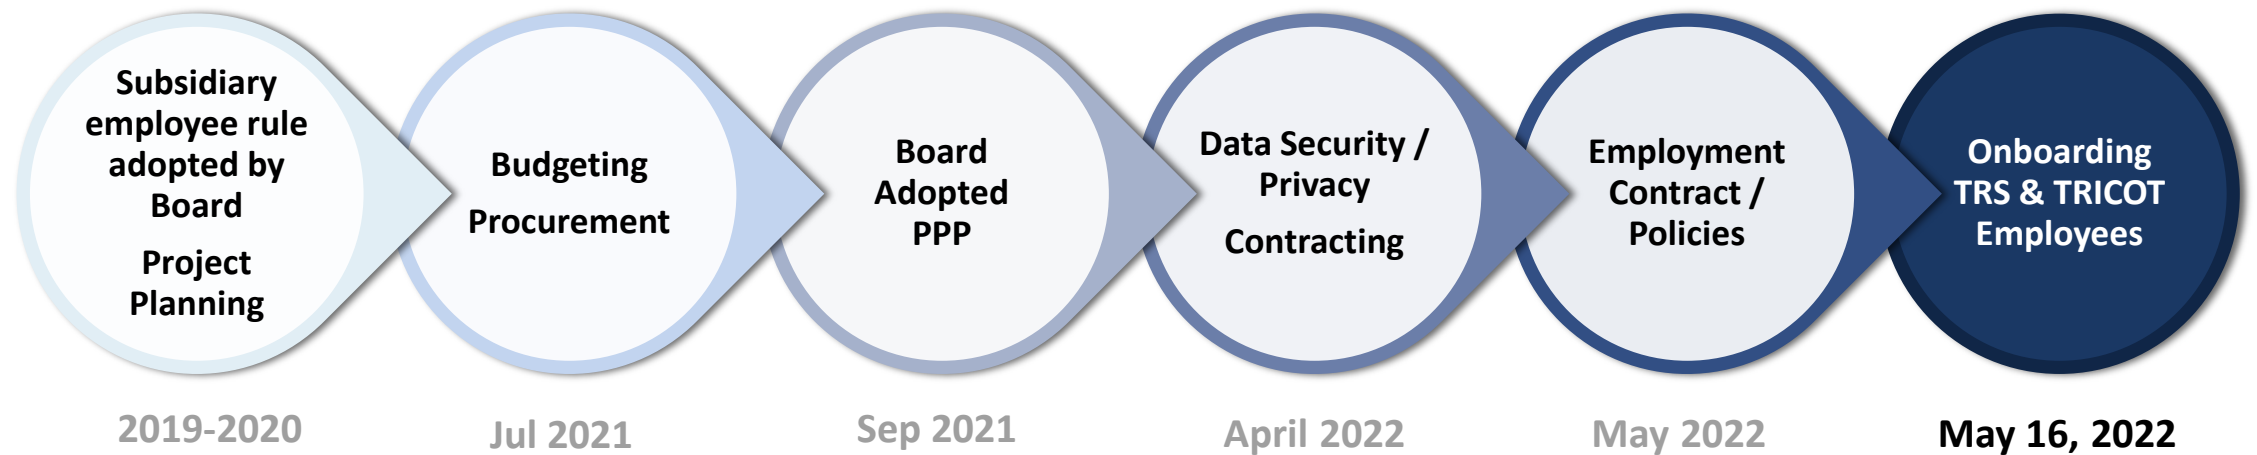 Subsidiary
employee rule
adopted by
Board
Project
Planning
2019-2020
Budgeting
Procurement
Jul 2021
Board
Adopted
PPP
Sep 2021
Data Security /
Privacy
Contracting
April 2022
Employment
Contract /
Policies
May 2022
Onboarding
TRS & TRICOT
Employees
May 16, 2022